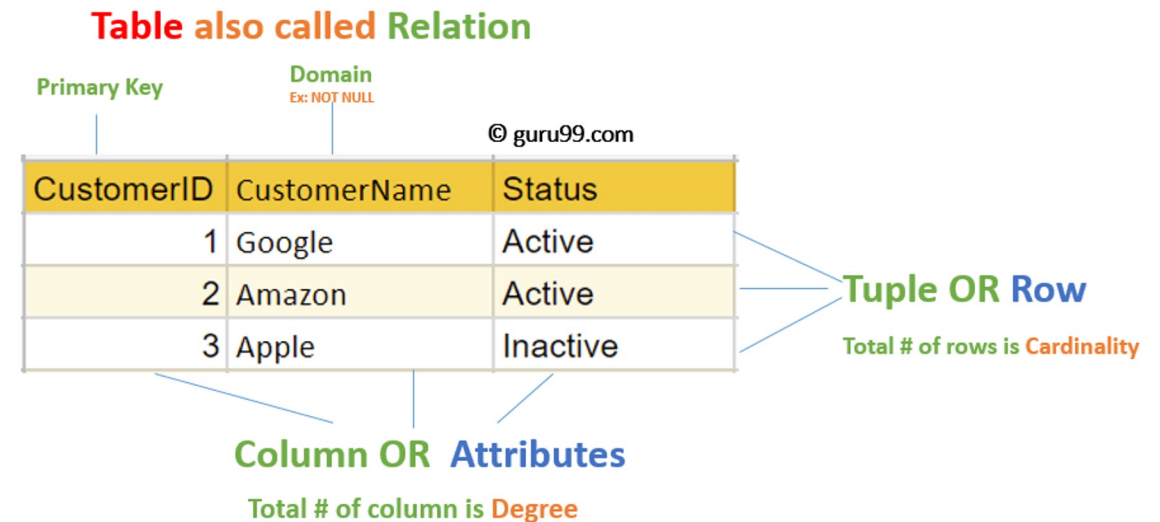 Table also called Relation
Primary Key
Domain
Ex: NOT NULL
© guru99.com
CustomerID CustomerName Status
1 Google Active
2 Amazon Active
3 Apple Inactive
Tuple OR Row
Total # of rows is Cardinality
Column OR Attributes
Total # of column is Degree